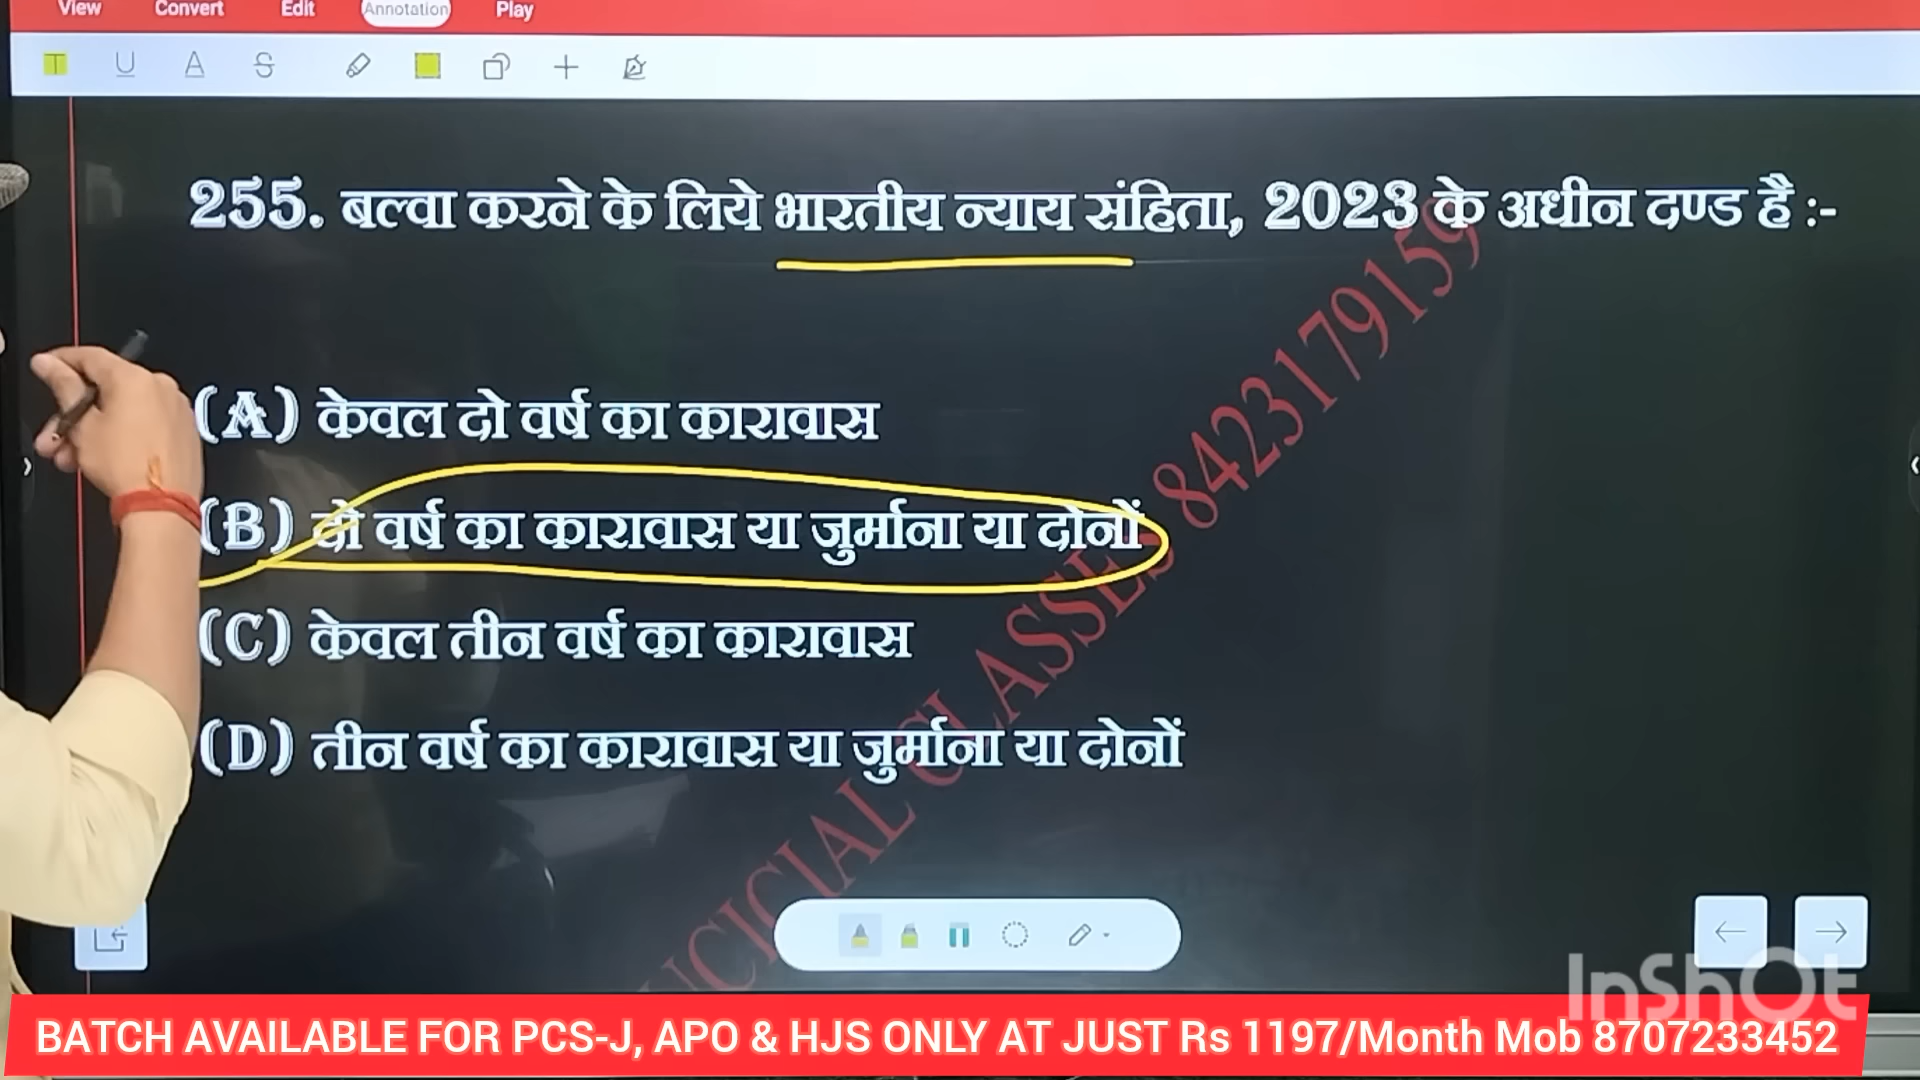 View Convert Edit Annotation Play
255. बल्वा करने के लिये भारतीय न्याय संहिता, 2023 के अधीन दण्ड है :-
(A) केवल दो वर्ष का कारावास
(B) दो वर्ष का कारावास या जुर्माना या दोनों
(C) केवल तीन वर्ष का कारावास
(D) तीन वर्ष का कारावास या जुर्माना या दोनों
CLASSES 8423179159
InShOt
BATCH AVAILABLE FOR PCS-J, APO & HJS ONLY AT JUST Rs 1197/Month Mob 8707233452